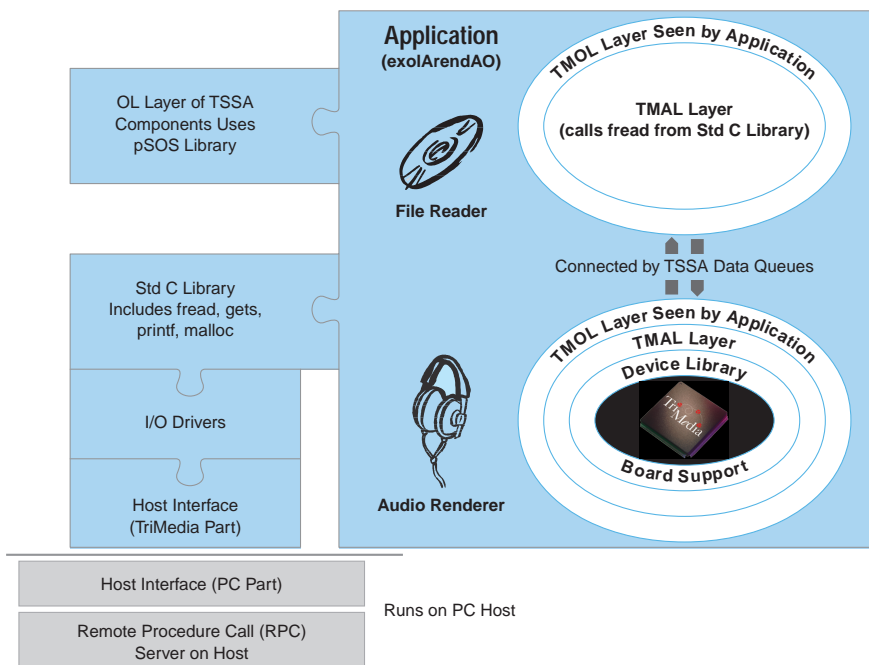 Application
(exolArendAO)
OL Layer of TSSA
Components Uses
pSOS Library
File Reader
TMOL Layer Seen by Application
TMAL Layer
(calls fread from Std C Library)
Connected by TSSA Data Queues
Std C Library
Includes fread, gets,
printf, malloc
I/O Drivers
Host Interface
(TriMedia Part)
Audio Renderer
TMOL Layer Seen by Application
TMAL Layer
Device Library
TriMedia
Board Support
Host Interface (PC Part)
Remote Procedure Call (RPC)
Server on Host
Runs on PC Host